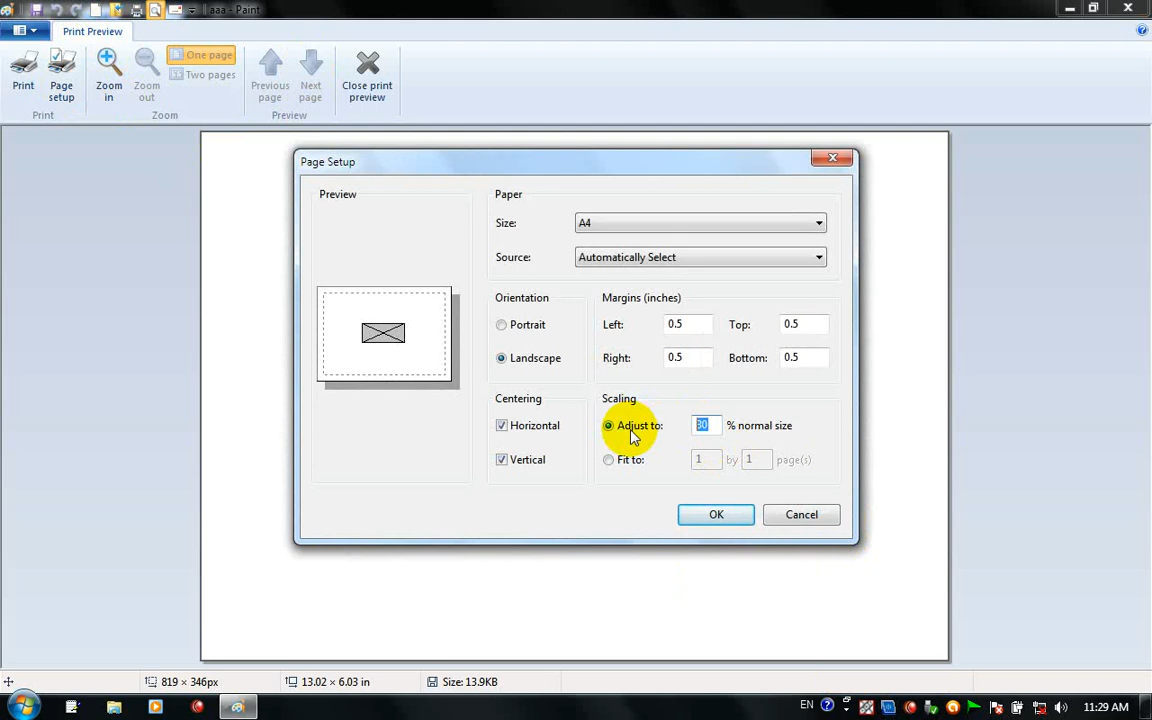 aaa - Paint
Print Preview
One page
Two pages
Print
Page setup
Zoom in
Zoom out
Previous page
Next page
Close print preview
Print
Zoom
Preview
Page Setup
Preview
Paper
Size: A4
Source: Automatically Select
Orientation
Portrait
Landscape
Margins (inches)
Left: 0.5 Top: 0.5
Right: 0.5 Bottom: 0.5
Centering
Horizontal
Vertical
Scaling
Adjust to: 30 % normal size
Fit to: 1 by 1 page(s)
OK Cancel
819 × 346px 13.02 × 6.03 in Size: 13.9KB
EN 11:29 AM